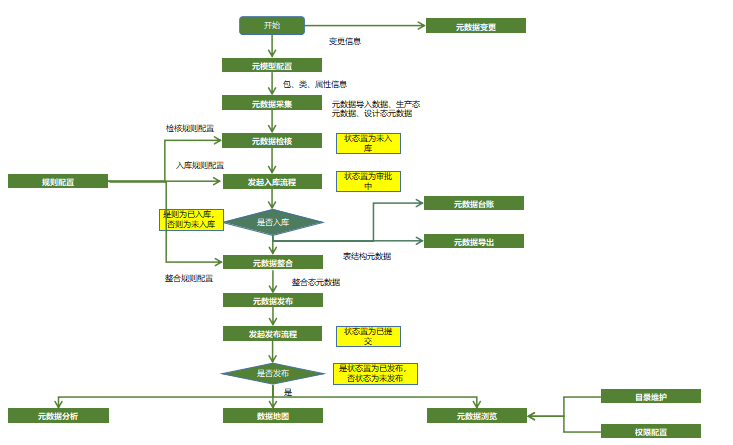 开始
元数据变更
变更信息
元模型配置
包、类、属性信息
元数据采集
元数据导入数据、生产态
元数据、设计态元数据
检核规则配置
元数据检核
状态置为未入
库
入库规则配置
规则配置
发起入库流程
状态置为审批
中
元数据台账
是则为已入库，
否则为未入库
是否入库
元数据导出
表结构元数据
元数据整合
整合规则配置
整合态元数据
元数据发布
发起发布流程
状态置为已提
交
是否发布
是状态置为已发布，
否状态为未发布
是
目录维护
元数据分析
数据地图
元数据浏览
权限配置